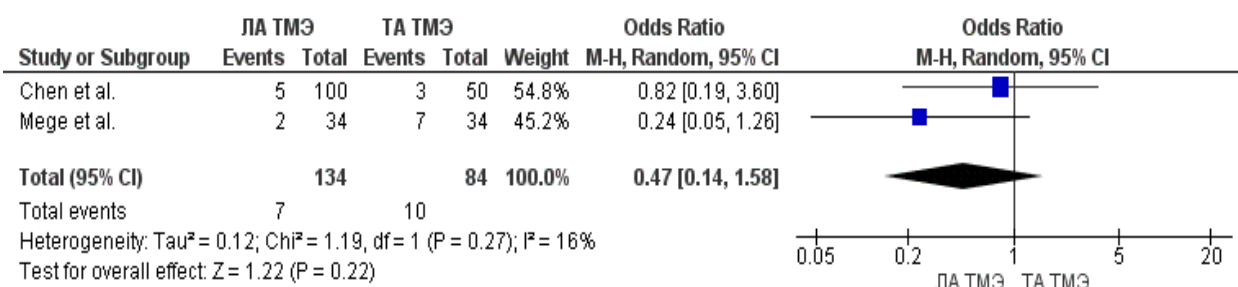 ЛА ТМЭ ТА ТМЭ Odds Ratio Odds Ratio
Study or Subgroup Events Total Events Total Weight M-H, Random, 95% CI M-H, Random, 95% CI
Chen et al. 5 100 3 50 54.8% 0.82 [0.19, 3.60]
Mege et al. 2 34 7 34 45.2% 0.24 [0.05, 1.26]
Total (95% CI) 134 84 100.0% 0.47 [0.14, 1.58]
Total events 7 10
Heterogeneity: Tau² = 0.12; Chi² = 1.19, df = 1 (P = 0.27); I² = 16%
Test for overall effect: Z = 1.22 (P = 0.22)
0.05 0.2 1 5 20
ЛА ТМЭ ТА ТМЭ